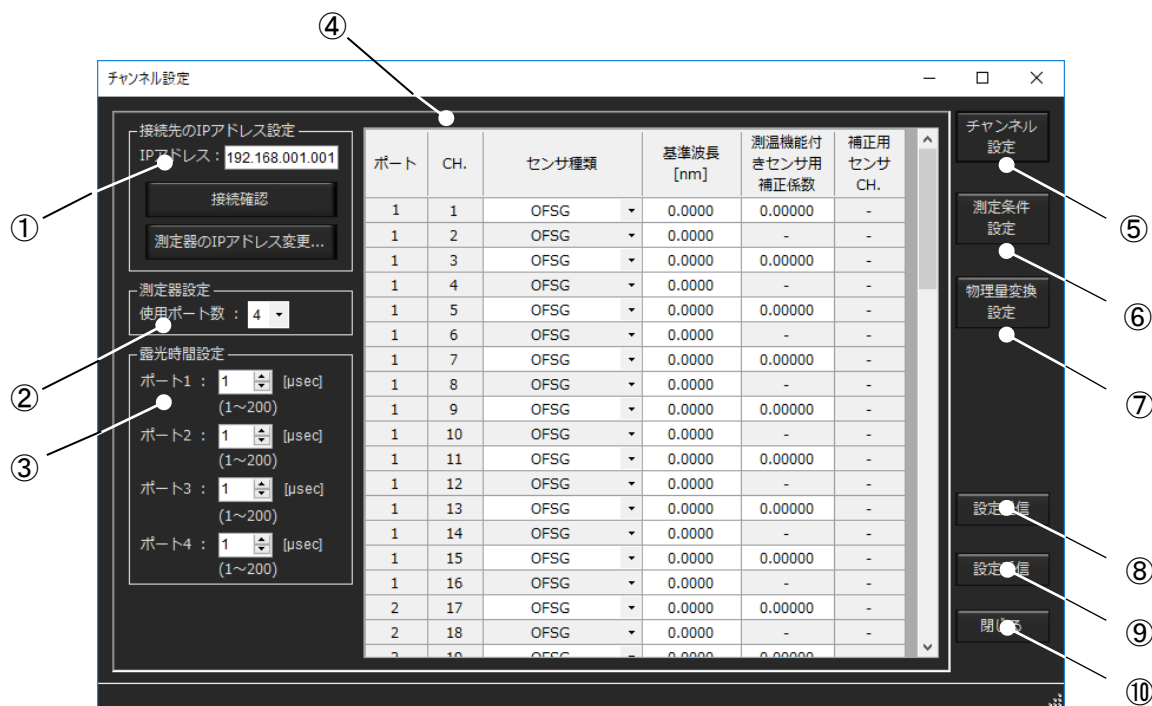 ④
チャンネル設定
接続先のIPアドレス設定
IPアドレス：192.168.001.001
接続確認
測定器のIPアドレス変更...
①
測定器設定
使用ポート数 ： 4
②
露光時間設定
ポート1 ： 1 [μsec]
(1～200)
ポート2 ： 1 [μsec]
(1～200)
ポート3 ： 1 [μsec]
(1～200)
ポート4 ： 1 [μsec]
(1～200)
③
ポート CH. センサ種類 基準波長[nm] 測温機能付きセンサ用補正係数 補正用センサCH.
1 1 OFSG 0.0000 0.00000 -
1 2 OFSG 0.0000 - -
1 3 OFSG 0.0000 0.00000 -
1 4 OFSG 0.0000 - -
1 5 OFSG 0.0000 0.00000 -
1 6 OFSG 0.0000 - -
1 7 OFSG 0.0000 0.00000 -
1 8 OFSG 0.0000 - -
1 9 OFSG 0.0000 0.00000 -
1 10 OFSG 0.0000 - -
1 11 OFSG 0.0000 0.00000 -
1 12 OFSG 0.0000 - -
1 13 OFSG 0.0000 0.00000 -
1 14 OFSG 0.0000 - -
1 15 OFSG 0.0000 0.00000 -
1 16 OFSG 0.0000 - -
2 17 OFSG 0.0000 0.00000 -
2 18 OFSG 0.0000 - -
チャンネル
設定
⑤
測定条件
設定
⑥
物理量変換
設定
⑦
設定 信
⑧
設定 信
⑨
閉じる
⑩